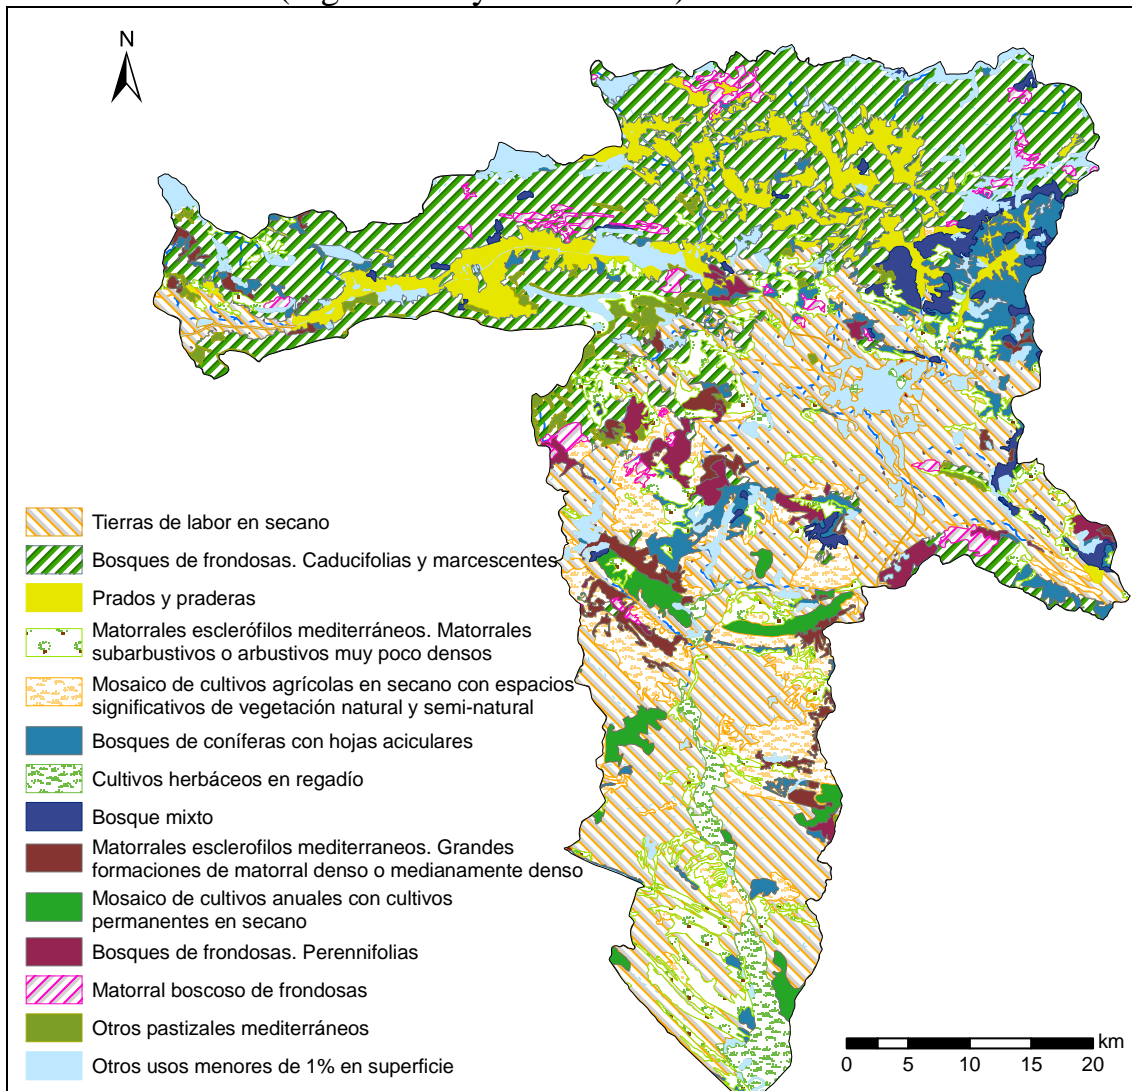 N
Tierras de labor en secano
Bosques de frondosas. Caducifolias y marcescentes
Prados y praderas
Matorrales esclerófilos mediterráneos. Matorrales
subarbustivos o arbustivos muy poco densos
Mosaico de cultivos agrícolas en secano con espacios
significativos de vegetación natural y semi-natural
Bosques de coníferas con hojas aciculares
Cultivos herbáceos en regadío
Bosque mixto
Matorrales esclerofilos mediterraneos. Grandes
formaciones de matorral denso o medianamente denso
Mosaico de cultivos anuales con cultivos
permanentes en secano
Bosques de frondosas. Perennifolias
Matorral boscoso de frondosas
Otros pastizales mediterráneos
Otros usos menores de 1% en superficie
km
0 5 10 15 20